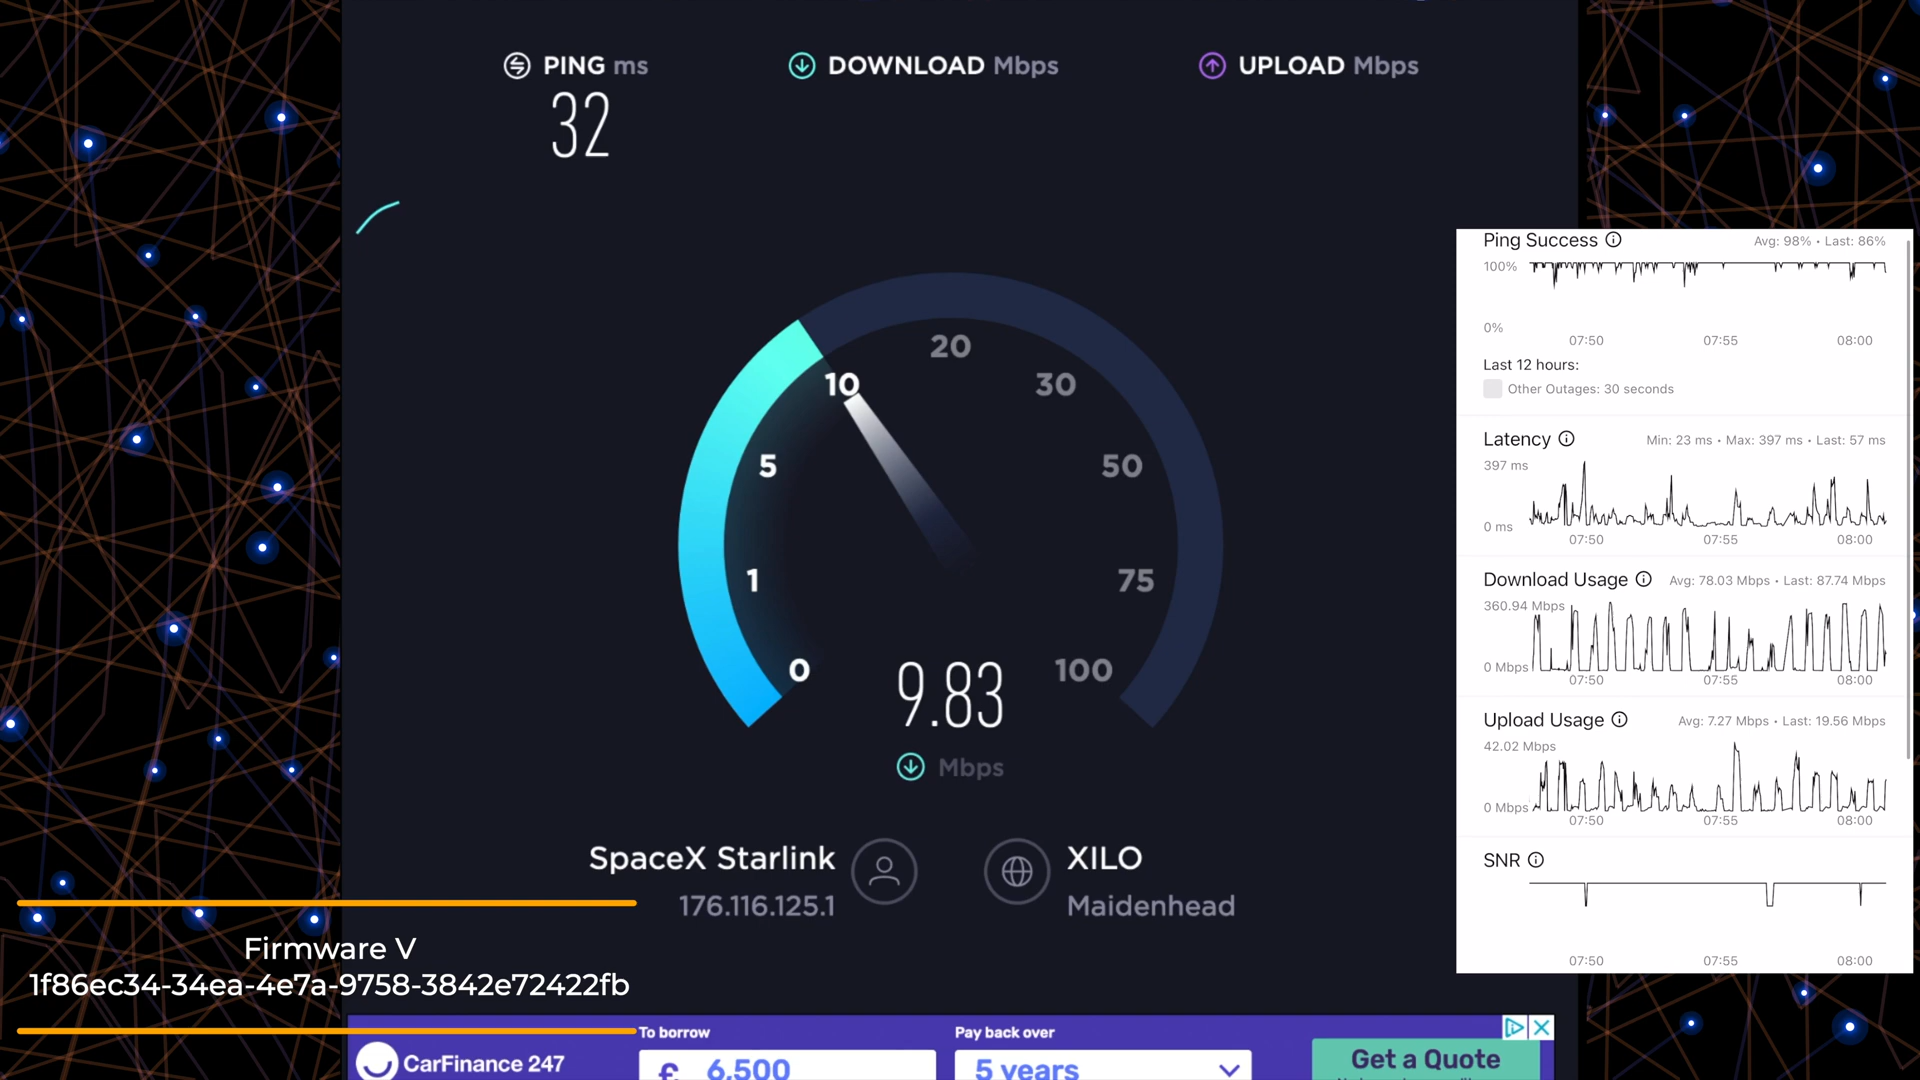 PING ms
32
DOWNLOAD Mbps
UPLOAD Mbps
0
1
5
10
20
30
50
75
100
9.83
Mbps
SpaceX Starlink
176.116.125.1
XILO
Maidenhead
Firmware V
1f86ec34-34ea-4e7a-9758-3842e72422fb
CarFinance 247
To borrow
£ 6,500
Pay back over
5 years
Get a Quote
Ping Success Avg: 98% • Last: 86%
100%
0%
07:50 07:55 08:00
Last 12 hours:
Other Outages: 30 seconds
Latency Min: 23 ms • Max: 397 ms • Last: 57 ms
397 ms
0 ms
07:50 07:55 08:00
Download Usage Avg: 78.03 Mbps • Last: 87.74 Mbps
360.94 Mbps
0 Mbps
07:50 07:55 08:00
Upload Usage Avg: 7.27 Mbps • Last: 19.56 Mbps
42.02 Mbps
0 Mbps
07:50 07:55 08:00
SNR
07:50 07:55 08:00